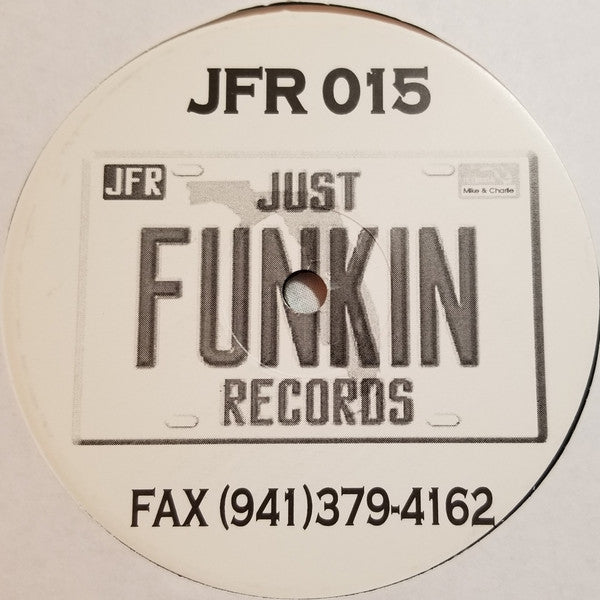 JFR 015
JFR
Mike & Charlie
JUST
FUNKIN
RECORDS
FAX (941)379-4162